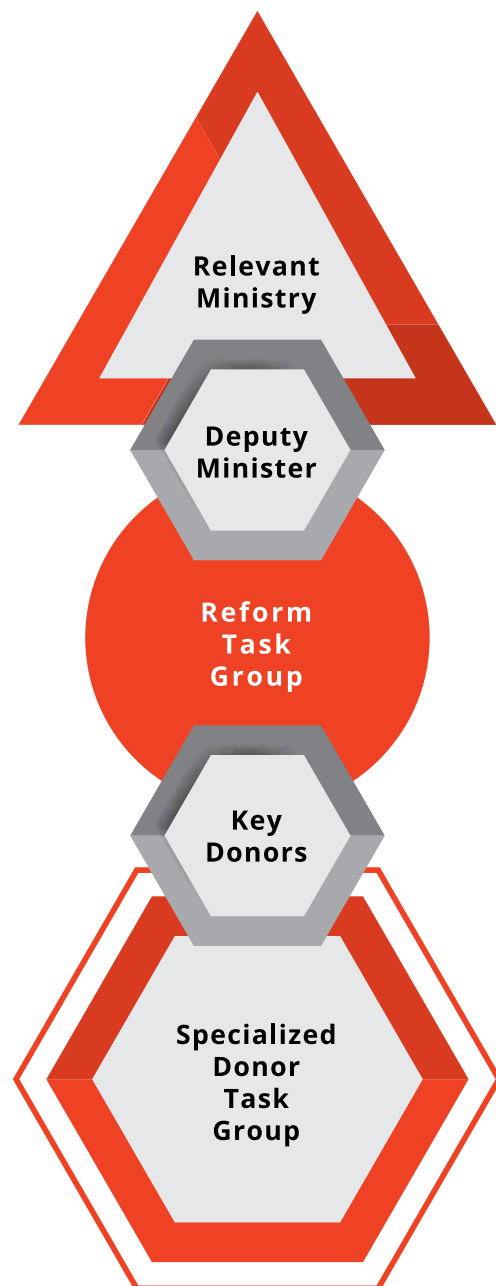 Relevant
Ministry
Deputy
Minister
Reform
Task
Group
Key
Donors
Specialized
Donor
Task
Group